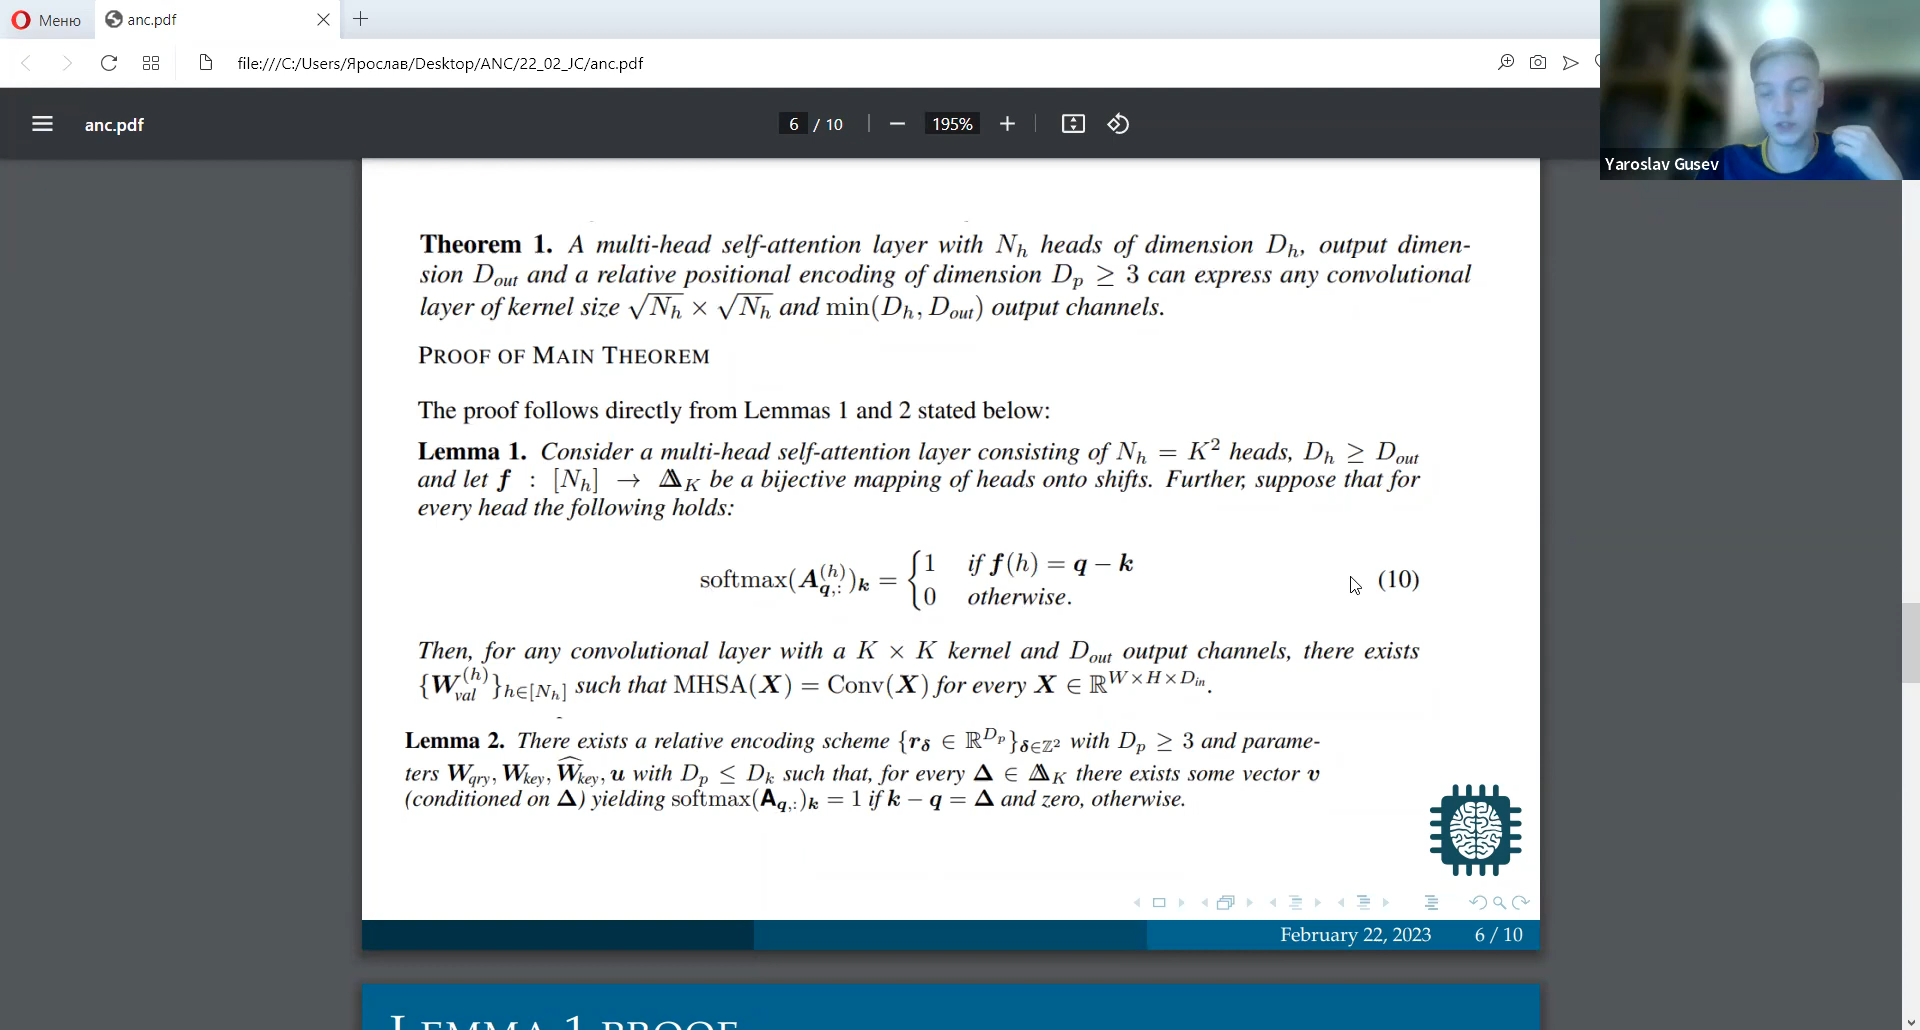 Меню
anc.pdf
file:///C:/Users/Ярослав/Desktop/ANC/22_02_JC/anc.pdf
anc.pdf
6 / 10
195%
Yaroslav Gusev
Theorem 1. A multi-head self-attention layer with N_h heads of dimension D_h, output dimen-
sion D_out and a relative positional encoding of dimension D_p ≥ 3 can express any convolutional
layer of kernel size √N_h × √N_h and min(D_h, D_out) output channels.
PROOF OF MAIN THEOREM
The proof follows directly from Lemmas 1 and 2 stated below:
Lemma 1. Consider a multi-head self-attention layer consisting of N_h = K² heads, D_h ≥ D_out
and let f : [N_h] → Δ_K be a bijective mapping of heads onto shifts. Further, suppose that for
every head the following holds:
softmax(A^(h)_q,:)_k = { 1 if f(h) = q − k
0 otherwise.
(10)
Then, for any convolutional layer with a K × K kernel and D_out output channels, there exists
{W^(h)_val}_h∈[N_h] such that MHSA(X) = Conv(X) for every X ∈ ℝ^W×H×D_in.
Lemma 2. There exists a relative encoding scheme {r_δ ∈ ℝ^D_p}_δ∈ℤ² with D_p ≥ 3 and parame-
ters W_qry, W_key, Ŵ_key, u with D_p ≤ D_k such that, for every Δ ∈ Δ_K there exists some vector v
(conditioned on Δ) yielding softmax(A_q,:)_k = 1 if k − q = Δ and zero, otherwise.
February 22, 2023 6 / 10
LEMMA 1 PROOF